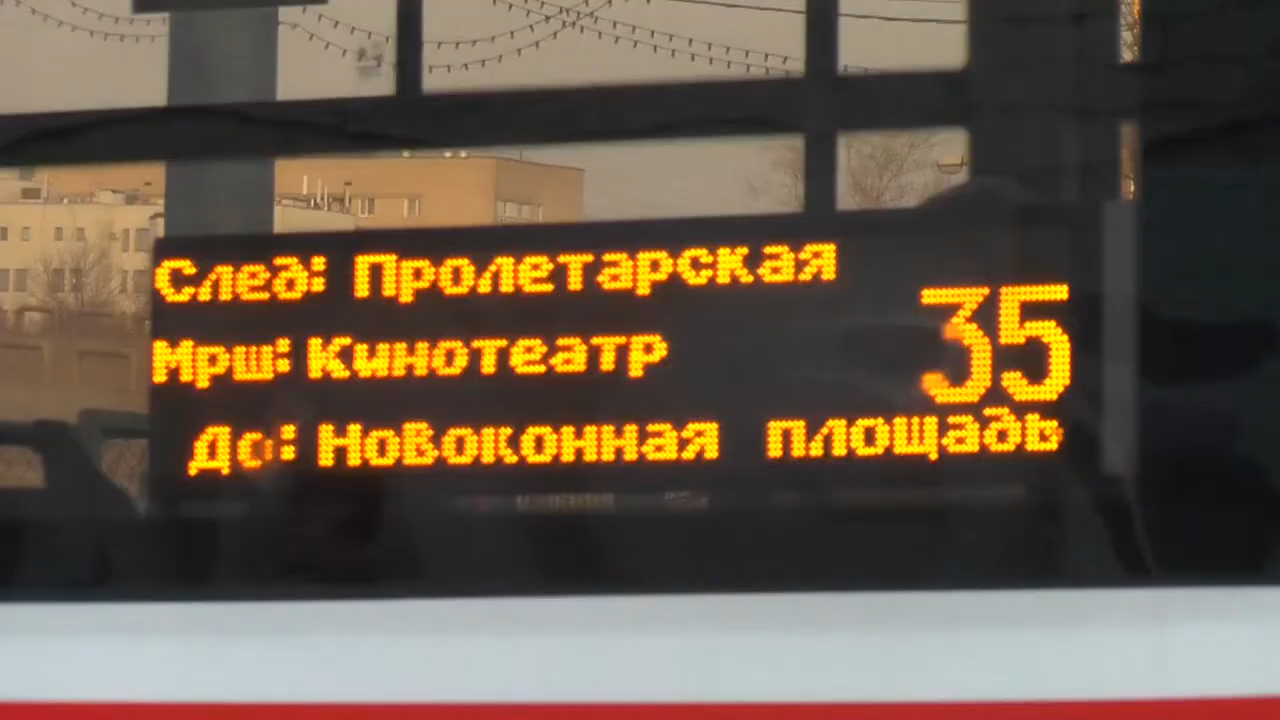 След: Пролетарская
Мрш: Кинотеатр
35
До: Новоконная площадь